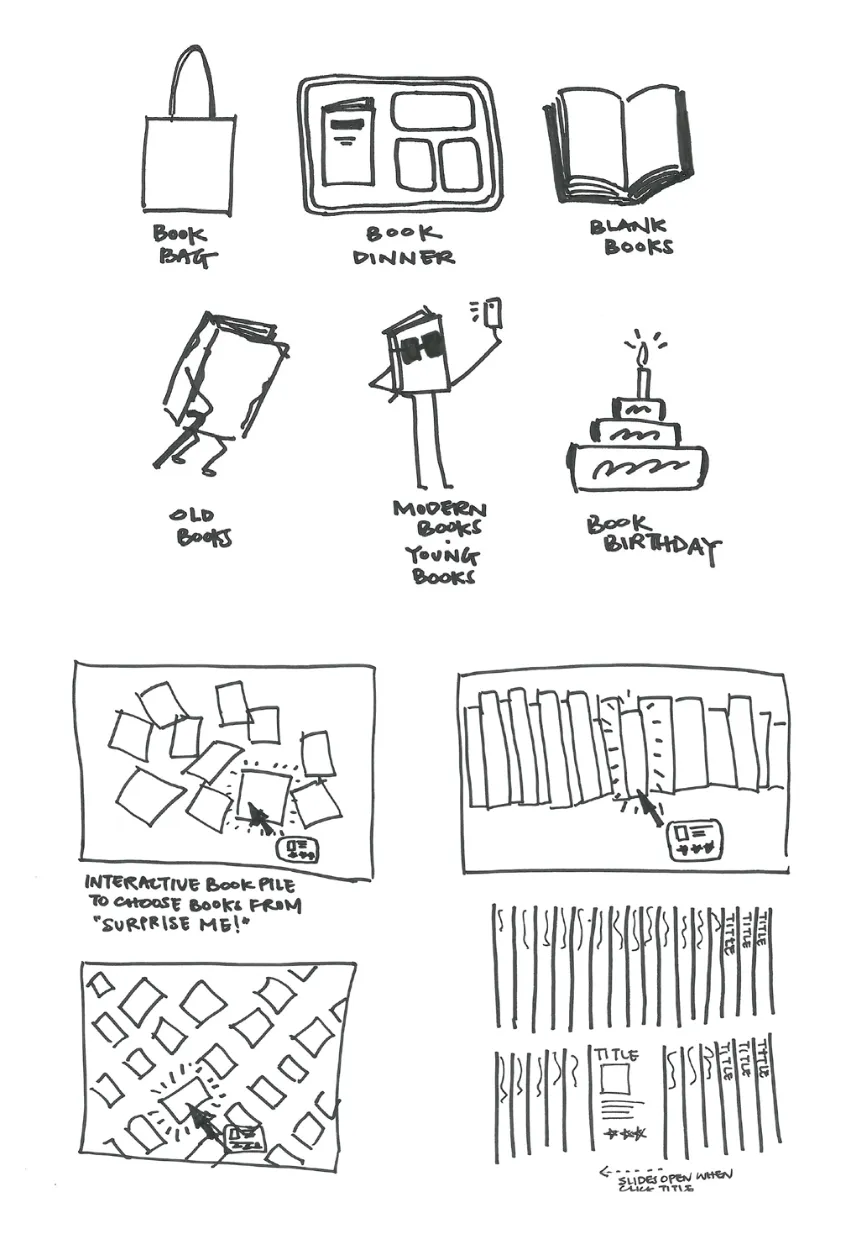 BOOK
BAG
BOOK
DINNER
BLANK
BOOKS
OLD
BOOKS
MODERN
BOOKS
·
YOUNG
BOOKS
BOOK
BIRTHDAY
INTERACTIVE BOOK PILE
TO CHOOSE BOOKS FROM
"SURPRISE ME!"
TITLE
TITLE
TITLE
TITLE
TITLE
TITLE
TITLE
SLIDES OPEN WHEN
CLICK TITLE